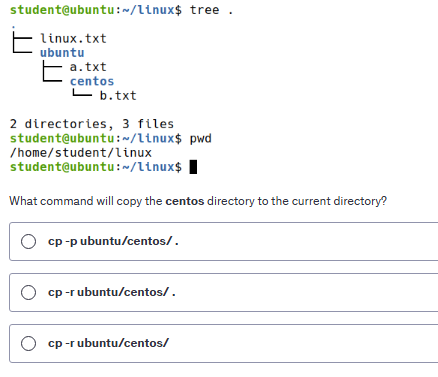 student@ubuntu:~/linux$ tree .
.
├── linux.txt
└── ubuntu
    ├── a.txt
    └── centos
        └── b.txt
2 directories, 3 files
student@ubuntu:~/linux$ pwd
/home/student/linux
student@ubuntu:~/linux$
What command will copy the centos directory to the current directory?
cp -p ubuntu/centos/ .
cp -r ubuntu/centos/ .
cp -r ubuntu/centos/